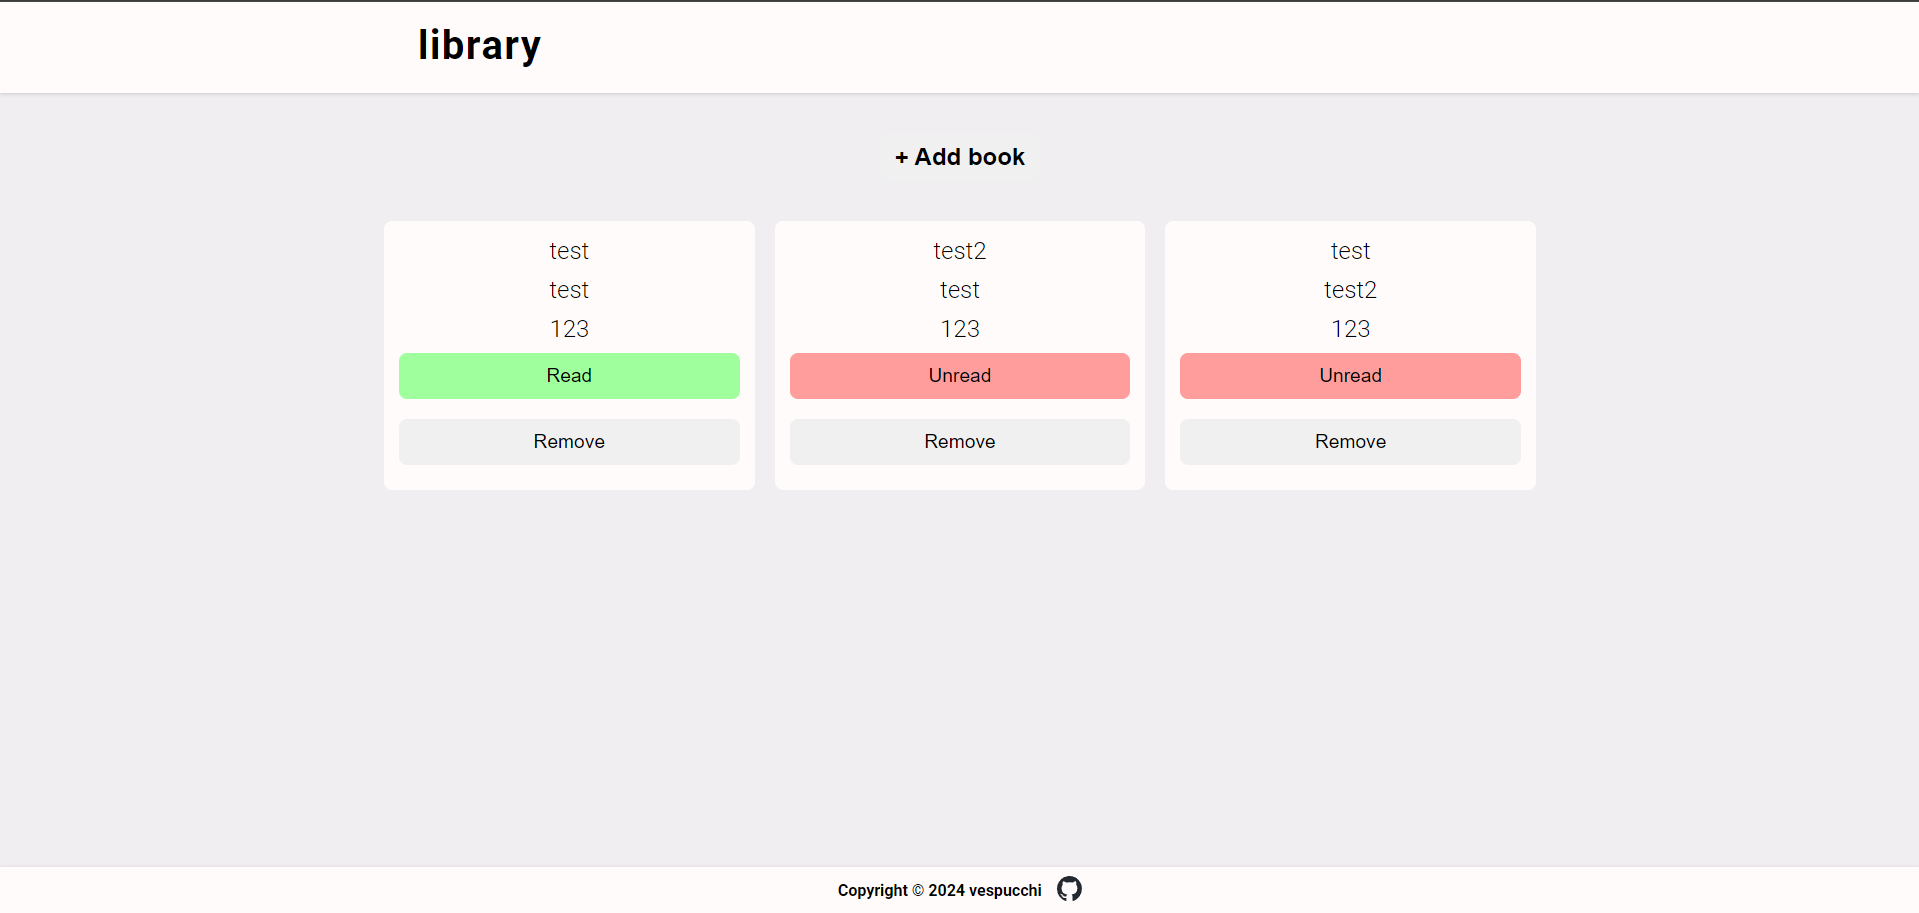 library
+ Add book
test
test
123
Read
Remove
test2
test
123
Unread
Remove
test
test2
123
Unread
Remove
Copyright © 2024 vespucchi